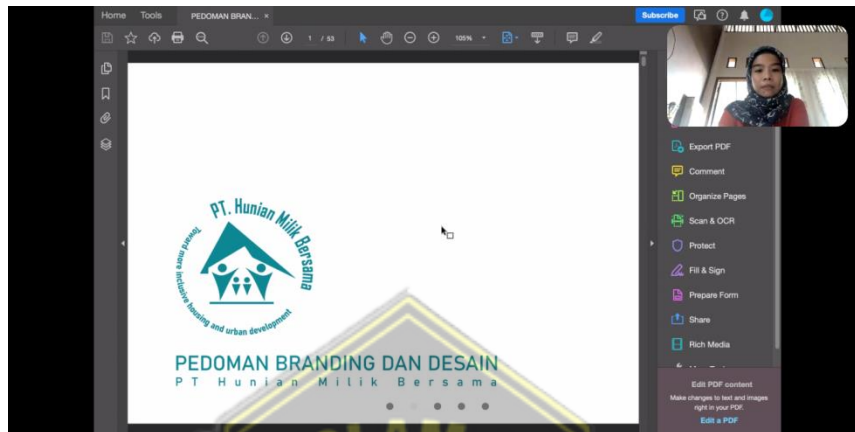 Home Tools PEDOMAN BRAN... × Subscribe
1 / 53 105%
Export PDF
Comment
Organize Pages
Scan & OCR
Protect
Fill & Sign
Prepare Form
Share
Rich Media
PT. Hunian Milik Bersama
Toward more inclusive housing and urban development
PEDOMAN BRANDING DAN DESAIN
PT Hunian Milik Bersama
Edit PDF content
Make changes to text and images
right in your PDF.
Edit a PDF